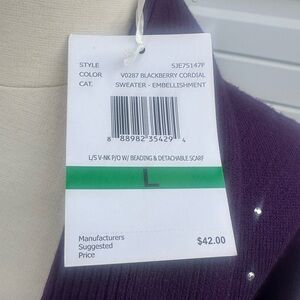 STYLE SJE75147P
COLOR V0287 BLACKBERRY CORDIAL
CAT. SWEATER - EMBELLISHMENT
8 88982 35429 4
L/S V-NK P/O W/ BEADING & DETACHABLE SCARF
L
Manufacturers
Suggested $42.00
Price